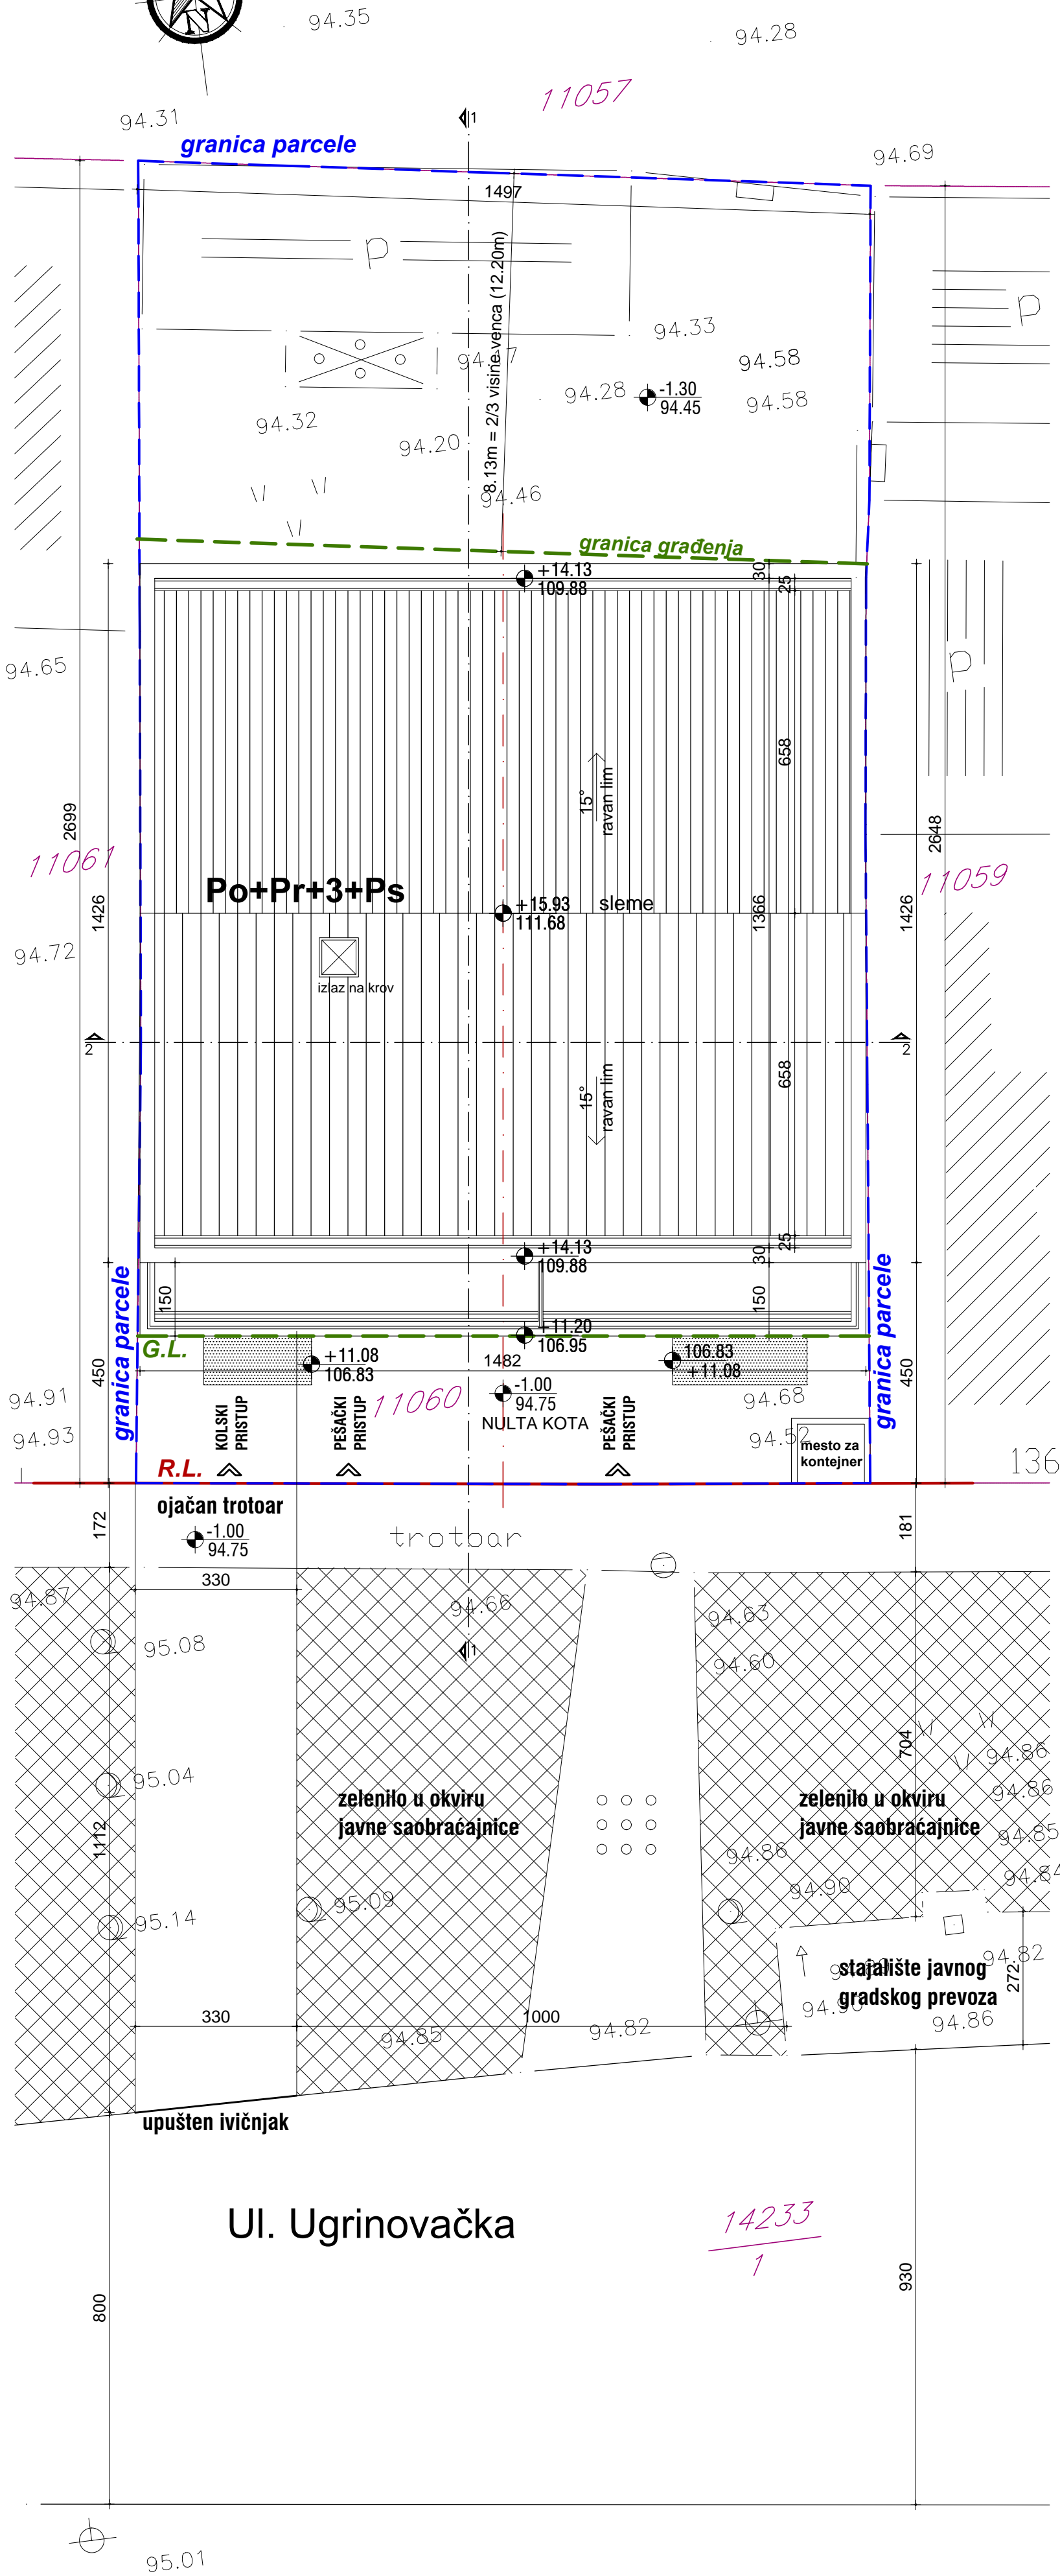 N
94.35
94.28
11057
94.31
1
granica parcele
94.69
1497
p
8.13m = 2/3 visine venca (12.20m)
p
94.33
94.58
94.28
-1.30
94.45
94.58
94.32
94.20
94.46
granica građenja
+14.13
109.88
30
25
94.65
p
658
15°
ravan lim
2699
2648
11061
11059
Po+Pr+3+Ps
+15.93
111.68
sleme
1426
1366
1426
94.72
izlaz na krov
2
2
15°
ravan lim
658
25
+14.13
109.88
30
granica parcele
granica parcele
150
150
+11.20
106.95
G.L.
+11.08
106.83
1482
106.83
+11.08
450
450
94.91
11060
-1.00
94.75
94.68
NULTA KOTA
KOLSKI
PRISTUP
PEŠAČKI
PRISTUP
PEŠAČKI
PRISTUP
94.93
94.52
mesto za
kontejner
R.L.
136
ojačan trotoar
172
181
-1.00
94.75
trotoar
330
94.87
94.66
94.63
95.08
1
94.60
704
94.86
95.04
94.86
zelenilo u okviru
javne saobraćajnice
zelenilo u okviru
javne saobraćajnice
1112
94.85
94.86
94.84
94.90
95.09
95.14
94.82
stajalište javnog
gradskog prevoza
272
94.90
330
1000
94.85
94.82
94.86
upušten ivičnjak
Ul. Ugrinovačka
14233
1
800
930
95.01